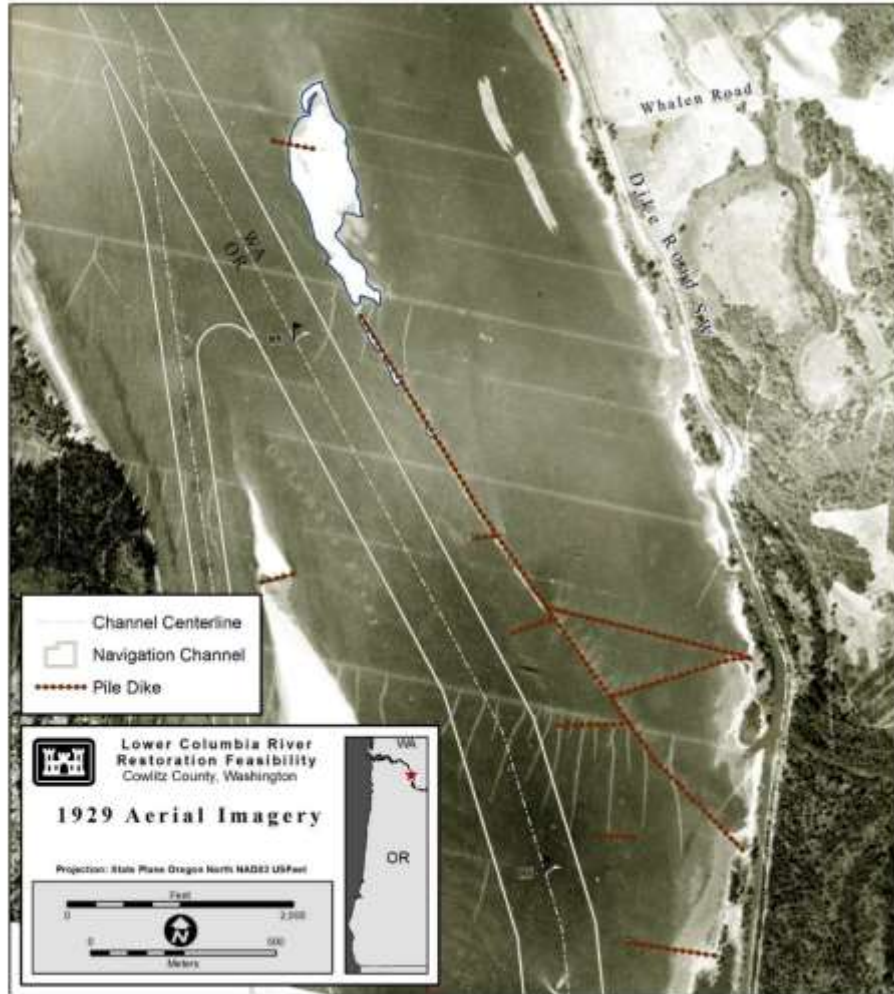 Whalen Road
Dike Road SW
WA
OR
Channel Centerline
Navigation Channel
Pile Dike
Lower Columbia River
Restoration Feasibility
Cowlitz County, Washington
1929 Aerial Imagery
Projection: State Plane Oregon North NAD83 USFeet
Feet
0
2,000
N
0
500
Meters
WA
OR